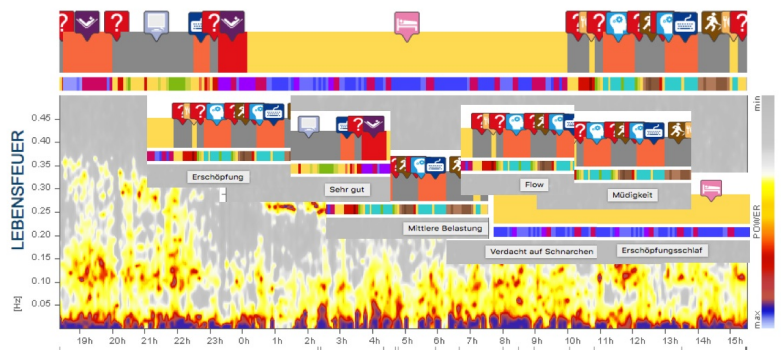 LEBENSFEUER
[Hz]
0.45
0.40
0.35
0.30
0.25
0.20
0.15
0.10
0.05
Erschöpfung
Sehr gut
Mittlere Belastung
Flow
Müdigkeit
Verdacht auf Schnarchen
Erschöpfungsschlaf
19h 20h 21h 22h 23h 0h 1h 2h 3h 4h 5h 6h 7h 8h 9h 10h 11h 12h 13h 14h 15h
min
POWER
max